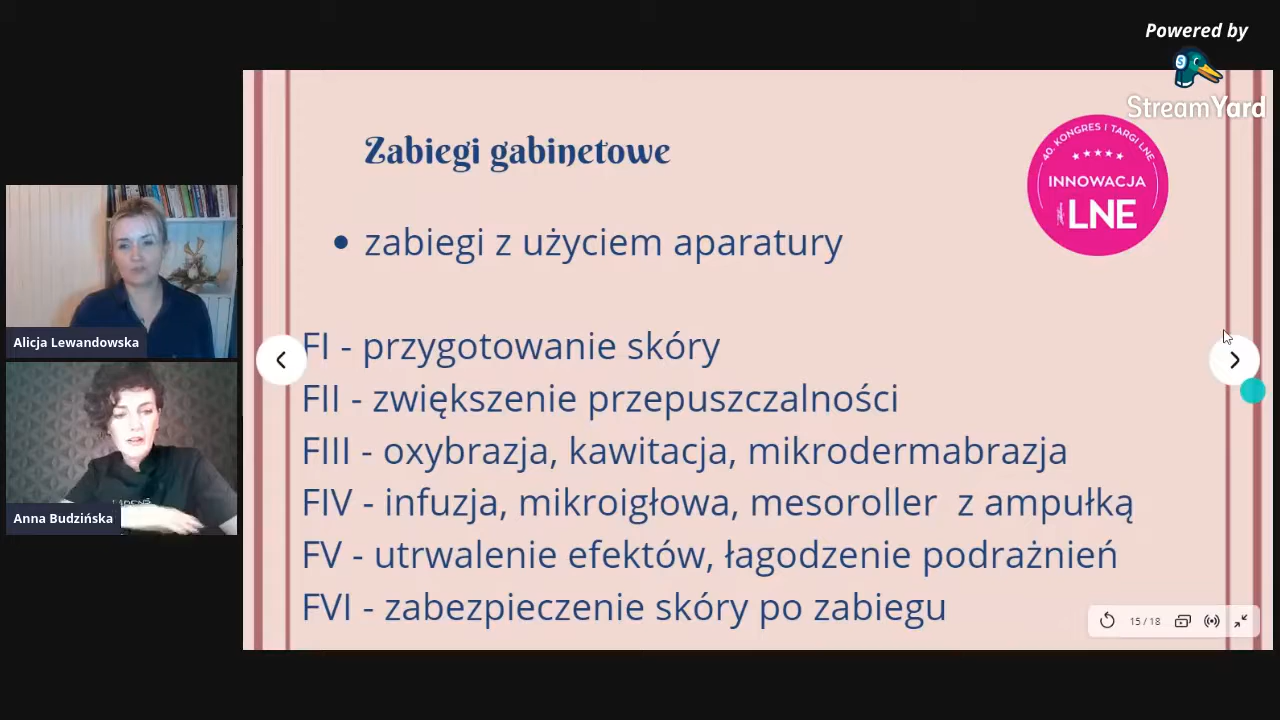 Powered by
StreamYard
Zabiegi gabinetowe
40. KONGRES I TARGI LNE
INNOWACJA
LNE
• zabiegi z użyciem aparatury
FI - przygotowanie skóry
FII - zwiększenie przepuszczalności
FIII - oxybrazja, kawitacja, mikrodermabrazja
FIV - infuzja, mikroigłowa, mesoroller z ampułką
FV - utrwalenie efektów, łagodzenie podrażnień
FVI - zabezpieczenie skóry po zabiegu
15 / 18
Alicja Lewandowska
Anna Budzińska